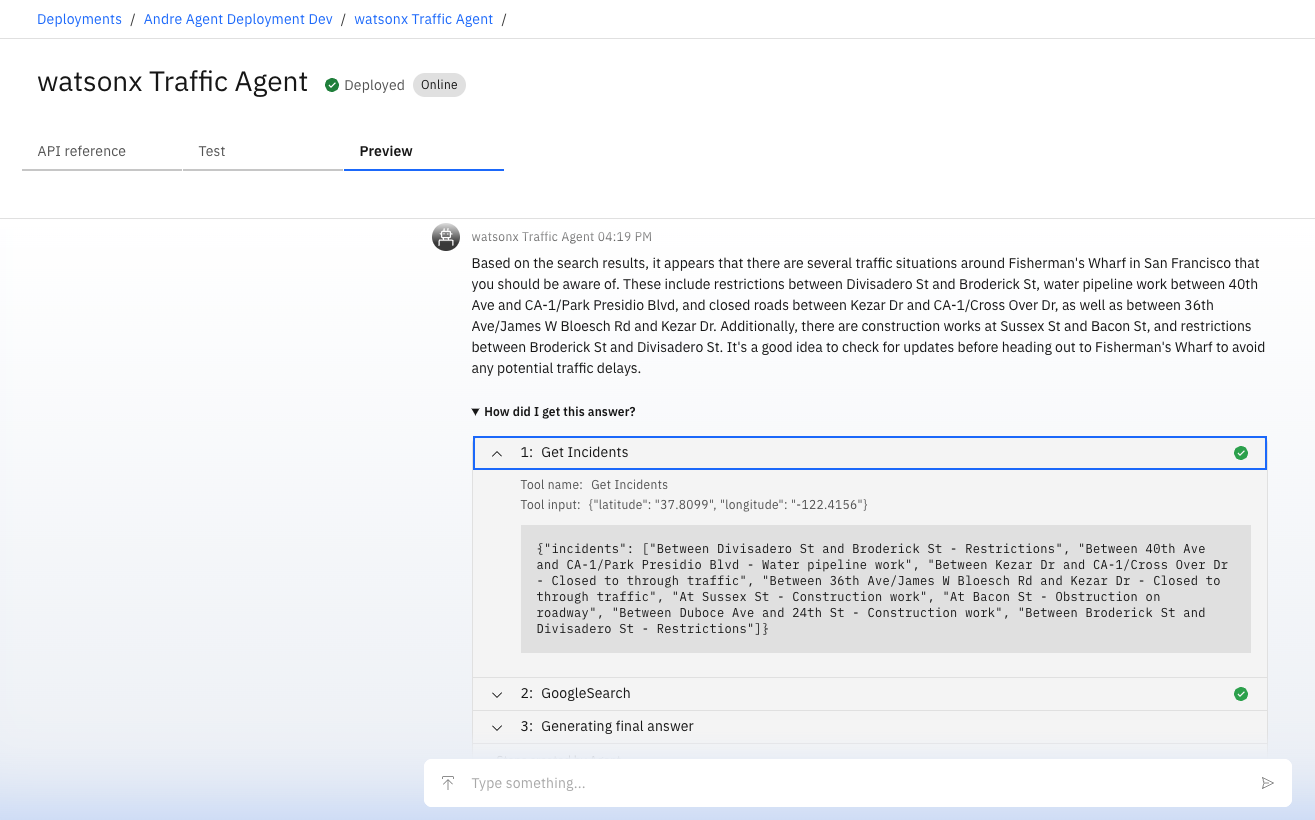 Deployments / Andre Agent Deployment Dev / watsonx Traffic Agent /
watsonx Traffic Agent Deployed Online
API reference Test Preview
watsonx Traffic Agent 04:19 PM
Based on the search results, it appears that there are several traffic situations around Fisherman's Wharf in San Francisco that
you should be aware of. These include restrictions between Divisadero St and Broderick St, water pipeline work between 40th
Ave and CA-1/Park Presidio Blvd, and closed roads between Kezar Dr and CA-1/Cross Over Dr, as well as between 36th
Ave/James W Bloesch Rd and Kezar Dr. Additionally, there are construction works at Sussex St and Bacon St, and restrictions
between Broderick St and Divisadero St. It's a good idea to check for updates before heading out to Fisherman's Wharf to avoid
any potential traffic delays.
▼ How did I get this answer?
1: Get Incidents
Tool name: Get Incidents
Tool input: {"latitude": "37.8099", "longitude": "-122.4156"}
{"incidents": ["Between Divisadero St and Broderick St - Restrictions", "Between 40th Ave
and CA-1/Park Presidio Blvd - Water pipeline work", "Between Kezar Dr and CA-1/Cross Over Dr
- Closed to through traffic", "Between 36th Ave/James W Bloesch Rd and Kezar Dr - Closed to
through traffic", "At Sussex St - Construction work", "At Bacon St - Obstruction on
roadway", "Between Duboce Ave and 24th St - Construction work", "Between Broderick St and
Divisadero St - Restrictions"]}
2: GoogleSearch
3: Generating final answer
Type something...